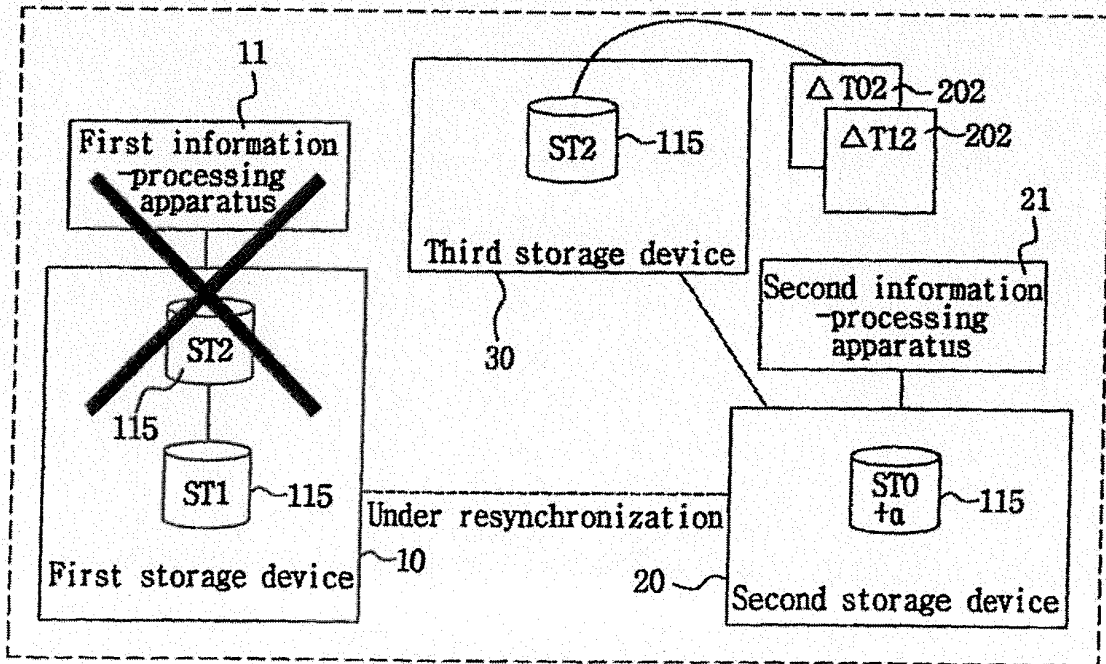 11
First information
-processing
apparatus
ST2
115
ST1
115
First storage device
10
Under resynchronization
ST2
115
Third storage device
30
Δ T02
202
ΔT12
202
21
Second information
-processing
apparatus
ST0
+α
115
20
Second storage device